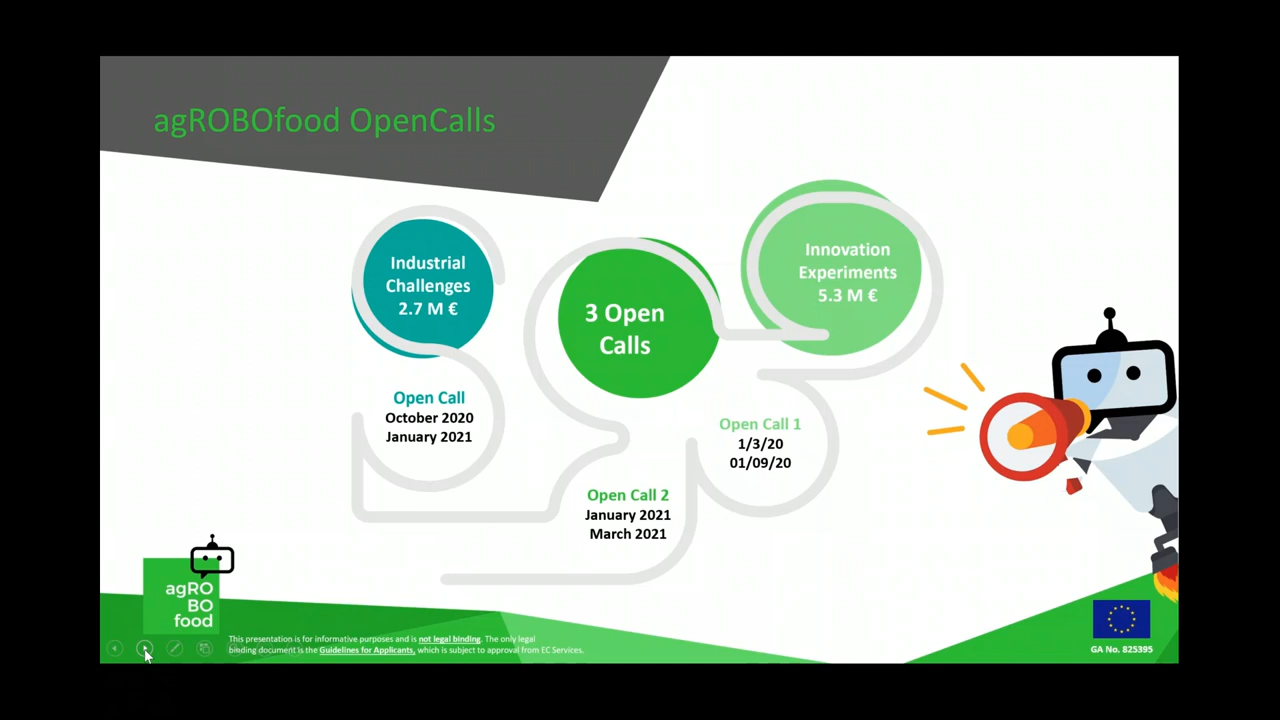 agROBOfood OpenCalls
Industrial
Challenges
2.7 M €
3 Open
Calls
Innovation
Experiments
5.3 M €
Open Call
October 2020
January 2021
Open Call 1
1/3/20
01/09/20
Open Call 2
January 2021
March 2021
agRO
BO
food
This presentation is for informative purposes and is not legal binding. The only legal
binding document is the Guidelines for Applicants, which is subject to approval from EC Services.
GA No. 825395